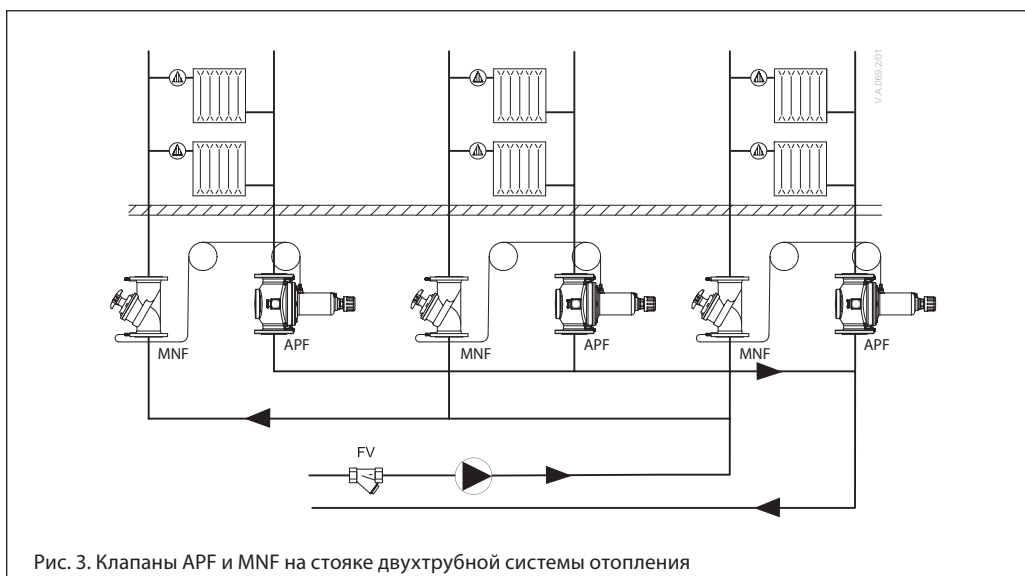 V.A.069.2/01
MNF
APF
MNF
APF
MNF
APF
FV
Рис. 3. Клапаны APF и MNF на стояке двухтрубной системы отопления